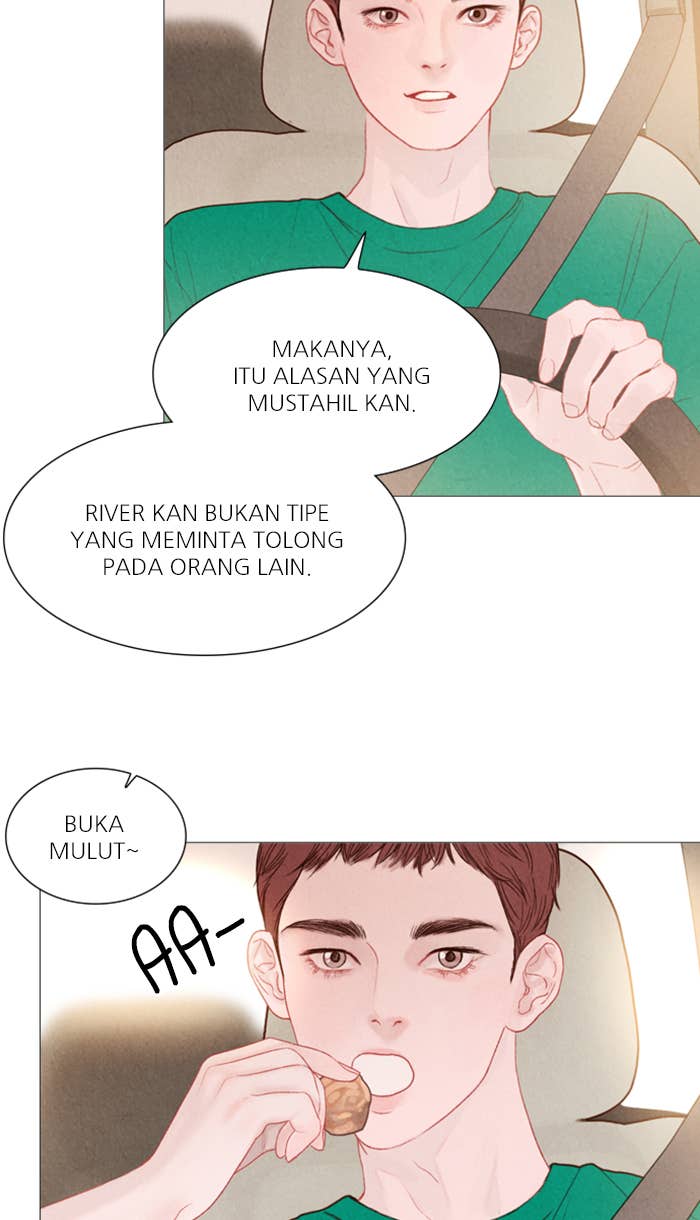 MAKANYA,
ITU ALASAN YANG
MUSTAHIL KAN.
RIVER KAN BUKAN TIPE
YANG MEMINTA TOLONG
PADA ORANG LAIN.
BUKA
MULUT~
AA-